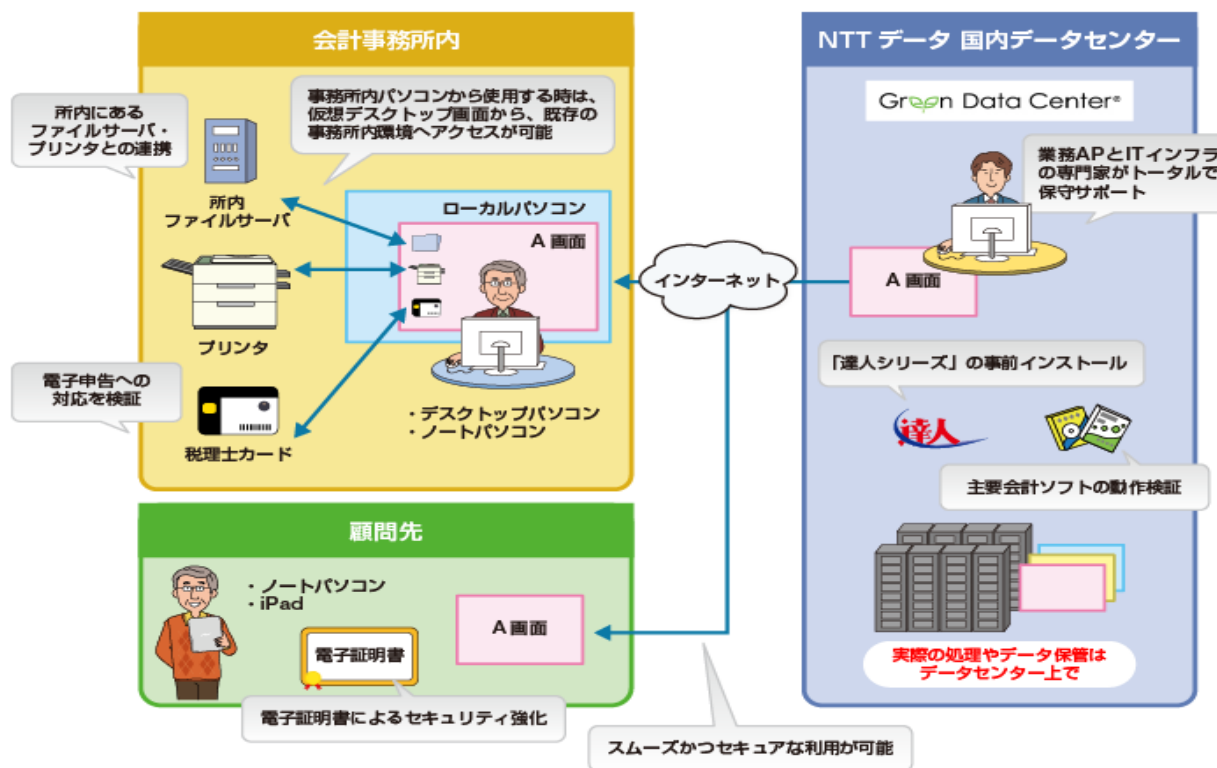 会計事務所内
所内にある
ファイルサーバ・
プリンタとの連携
事務所内パソコンから使用する時は、
仮想デスクトップ画面から、既存の
事務所内環境へアクセスが可能
所内
ファイルサーバ
ローカルパソコン
A 画面
プリンタ
電子申告への
対応を検証
税理士カード
・デスクトップパソコン
・ノートパソコン
インターネット
NTT データ 国内データセンター
Green Data Center®
業務APとITインフラ
の専門家がトータルで
保守サポート
A 画面
「達人シリーズ」の事前インストール
達人
主要会計ソフトの動作検証
実際の処理やデータ保管は
データセンター上で
顧問先
・ノートパソコン
・iPad
A 画面
電子証明書
電子証明書によるセキュリティ強化
スムーズかつセキュアな利用が可能